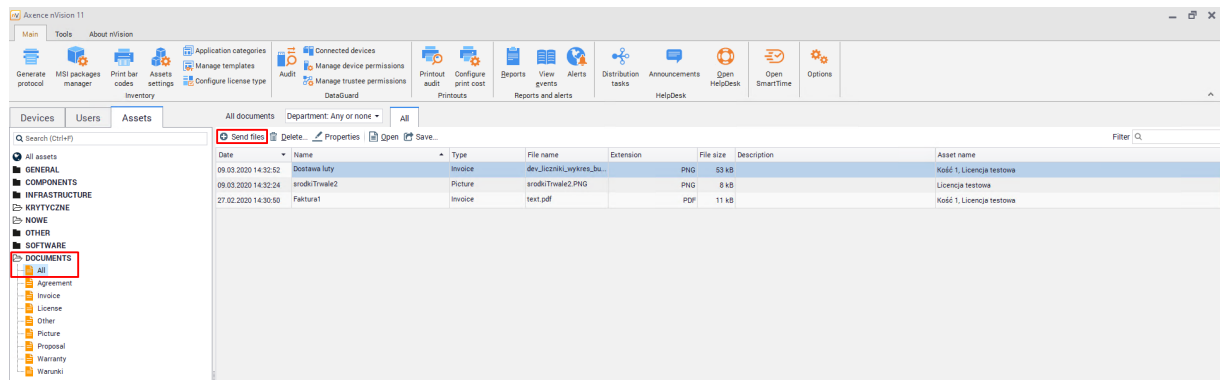 nV Axence nVision 11
Main Tools About nVision
Generate protocol
MSI packages manager
Print bar codes
Assets settings
Application categories
Manage templates
Configure license type
Inventory
Audit
Connected devices
Manage device permissions
Manage trustee permissions
DataGuard
Printout audit
Configure print cost
Printouts
Reports
View events
Alerts
Reports and alerts
Distribution tasks
Announcements
Open HelpDesk
HelpDesk
Open SmartTime
Options
Devices Users Assets
All documents Department: Any or none All
Search (Ctrl+F)
Send files Delete... Properties Open Save... Filter
Date Name Type File name Extension File size Description Asset name
09.03.2020 14:32:52 Dostawa luty Invoice dev_liczniki_wykres_bu... PNG 53 kB Kość 1, Licencja testowa
09.03.2020 14:32:24 srodkiTrwale2 Picture srodkiTrwale2.PNG PNG 8 kB Licencja testowa
27.02.2020 14:30:50 Faktura1 Invoice text.pdf PDF 11 kB Kość 1, Licencja testowa
All assets
GENERAL
COMPONENTS
INFRASTRUCTURE
KRYTYCZNE
NOWE
OTHER
SOFTWARE
DOCUMENTS
All
Agreement
Invoice
License
Other
Picture
Proposal
Warranty
Warunki